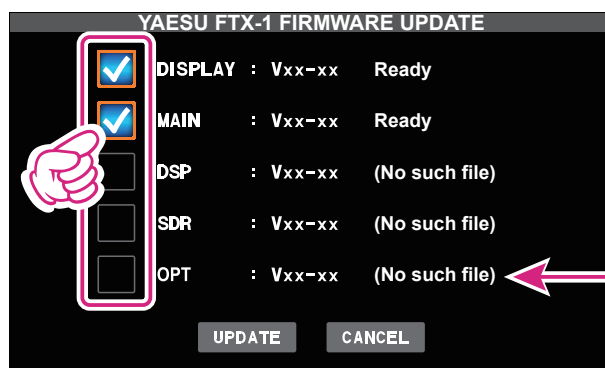 YAESU FTX-1 FIRMWARE UPDATE
DISPLAY : Vxx-xx Ready
MAIN : Vxx-xx Ready
DSP : Vxx-xx (No such file)
SDR : Vxx-xx (No such file)
OPT : Vxx-xx (No such file)
UPDATE CANCEL